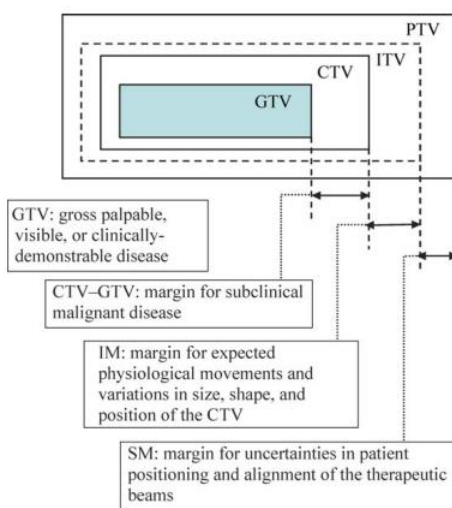 PTV
ITV
CTV
GTV
GTV: gross palpable,
visible, or clinically-
demonstrable disease
CTV–GTV: margin for subclinical
malignant disease
IM: margin for expected
physiological movements and
variations in size, shape, and
position of the CTV
SM: margin for uncertainties in patient
positioning and alignment of the therapeutic
beams